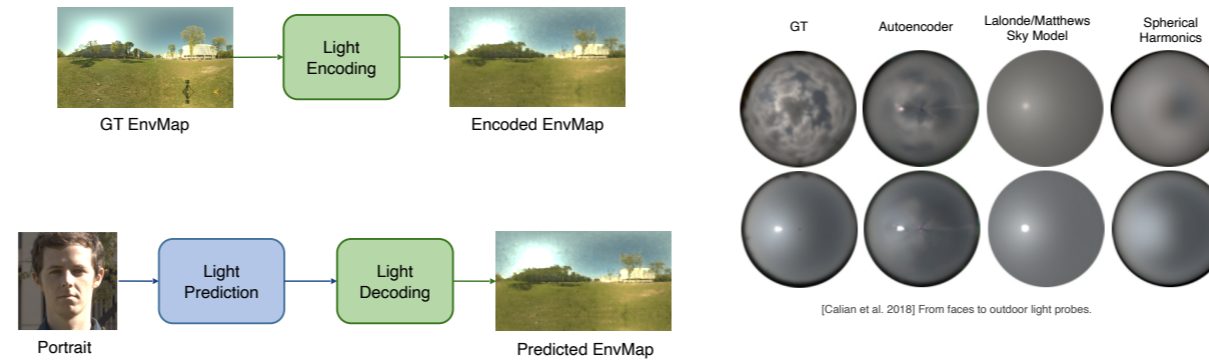 Light
Encoding
GT EnvMap
Encoded EnvMap
Light
Prediction
Light
Decoding
Portrait
Predicted EnvMap
GT
Autoencoder
Lalonde/Matthews
Sky Model
Spherical
Harmonics
[Calian et al. 2018] From faces to outdoor light probes.